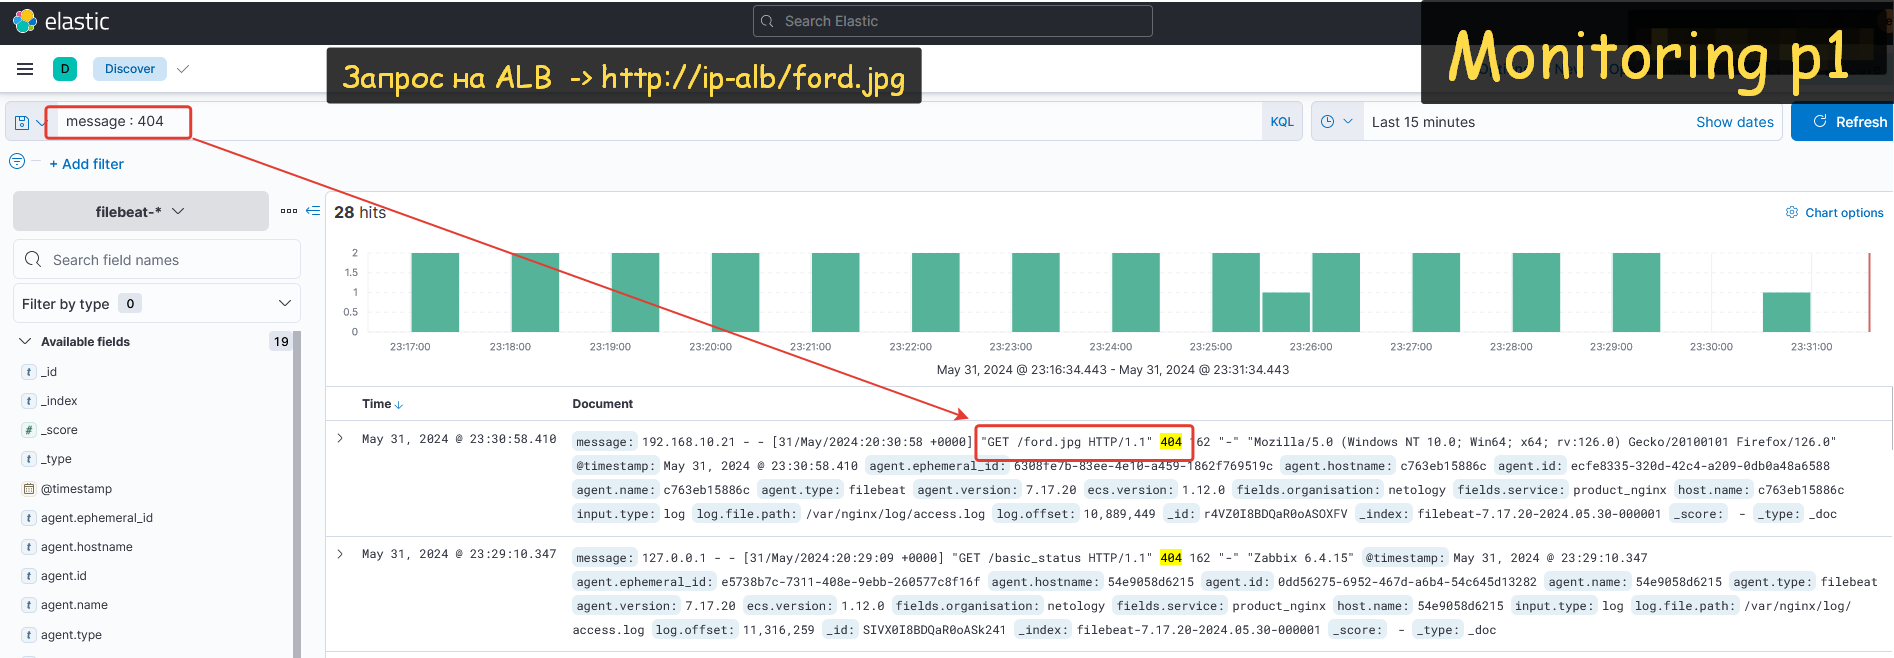 elastic
Search Elastic
Monitoring p1
D
Discover
Запрос на ALB -> http://ip-alb/ford.jpg
message : 404
KQL
Last 15 minutes
Show dates
Refresh
+ Add filter
filebeat-*
28 hits
Chart options
Search field names
Filter by type 0
Available fields 19
t _id
t _index
# _score
t _type
@timestamp
t agent.ephemeral_id
t agent.hostname
t agent.id
t agent.name
t agent.type
2
1.5
1
0.5
0
23:17:00 23:18:00 23:19:00 23:20:00 23:21:00 23:22:00 23:23:00 23:24:00 23:25:00 23:26:00 23:27:00 23:28:00 23:29:00 23:30:00 23:31:00
May 31, 2024 @ 23:16:34.443 - May 31, 2024 @ 23:31:34.443
Time Document
May 31, 2024 @ 23:30:58.410 message: 192.168.10.21 - - [31/May/2024:20:30:58 +0000] "GET /ford.jpg HTTP/1.1" 404 162 "-" "Mozilla/5.0 (Windows NT 10.0; Win64; x64; rv:126.0) Gecko/20100101 Firefox/126.0"
@timestamp: May 31, 2024 @ 23:30:58.410 agent.ephemeral_id: 6308fe7b-83ee-4e10-a459-1862f769519c agent.hostname: c763eb15886c agent.id: ecfe8335-320d-42c4-a209-0db0a48a6588
agent.name: c763eb15886c agent.type: filebeat agent.version: 7.17.20 ecs.version: 1.12.0 fields.organisation: netology fields.service: product_nginx host.name: c763eb15886c
input.type: log log.file.path: /var/nginx/log/access.log log.offset: 10,889,449 _id: r4VZ0I8BDQaR0oASOXFV _index: filebeat-7.17.20-2024.05.30-000001 _score: - _type: _doc
May 31, 2024 @ 23:29:10.347 message: 127.0.0.1 - - [31/May/2024:20:29:09 +0000] "GET /basic_status HTTP/1.1" 404 162 "-" "Zabbix 6.4.15" @timestamp: May 31, 2024 @ 23:29:10.347
agent.ephemeral_id: e5738b7c-7311-408e-9ebb-260577c8f16f agent.hostname: 54e9058d6215 agent.id: 0dd56275-6952-467d-a6b4-54c645d13282 agent.name: 54e9058d6215 agent.type: filebeat
agent.version: 7.17.20 ecs.version: 1.12.0 fields.organisation: netology fields.service: product_nginx host.name: 54e9058d6215 input.type: log log.file.path: /var/nginx/log/
access.log log.offset: 11,316,259 _id: SIVX0I8BDQaR0oASk241 _index: filebeat-7.17.20-2024.05.30-000001 _score: - _type: _doc